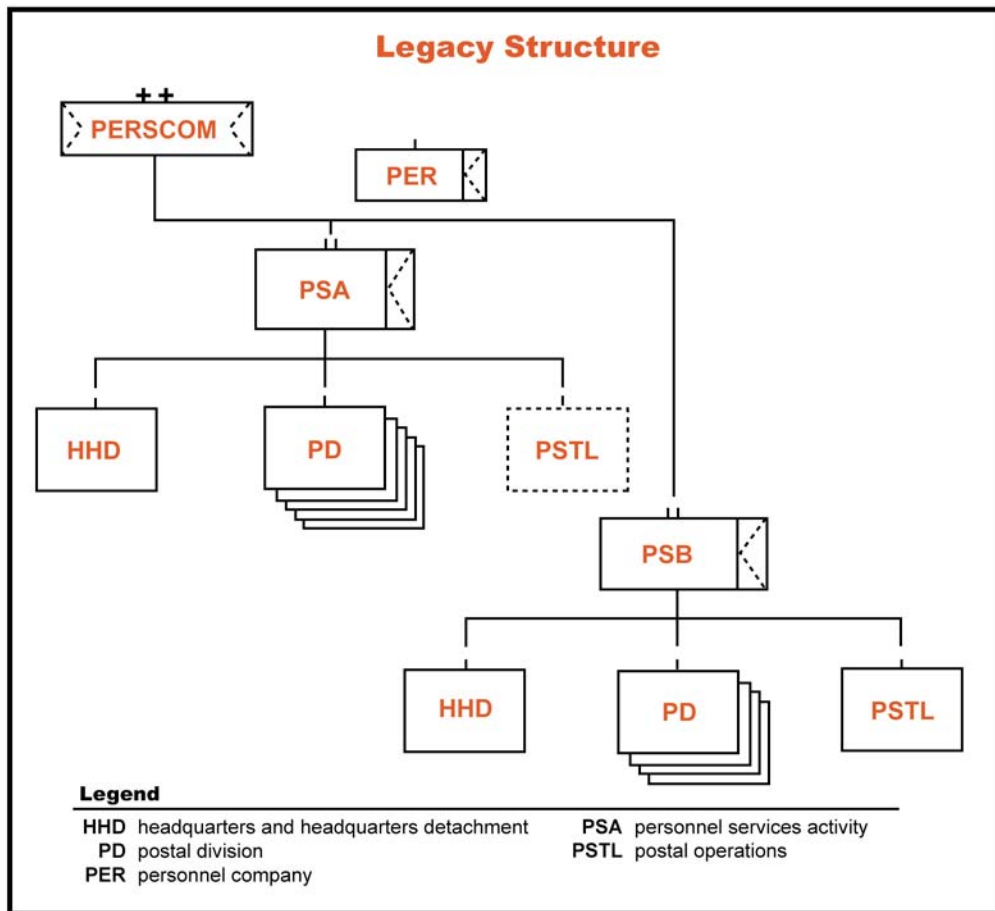 Legacy Structure
++
PERSCOM
PER
PSA
HHD
PD
PSTL
PSB
HHD
PD
PSTL
Legend
HHD headquarters and headquarters detachment
PD postal division
PER personnel company
PSA personnel services activity
PSTL postal operations